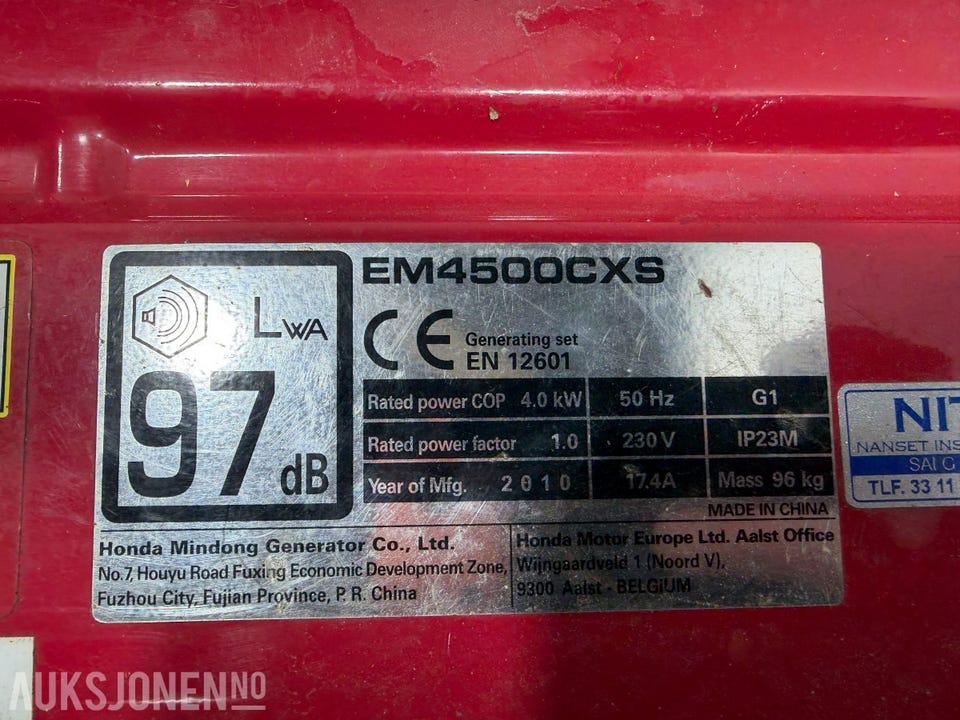 EM4500CXS
LWA
97 dB
CE Generating set
EN 12601
Rated power COP 4.0 kW 50 Hz G1
Rated power factor 1.0 230 V IP23M
Year of Mfg. 2010 17.4A Mass 96 kg
MADE IN CHINA
Honda Mindong Generator Co., Ltd.
No.7, Houyu Road Fuxing Economic Development Zone,
Fuzhou City, Fujian Province, P. R. China
Honda Motor Europe Ltd. Aalst Office
Wijngaardveld 1 (Noord V),
9300 Aalst - BELGIUM
NIT
NANSET INS
TLF. 33 11
AUKSJONEN.NO